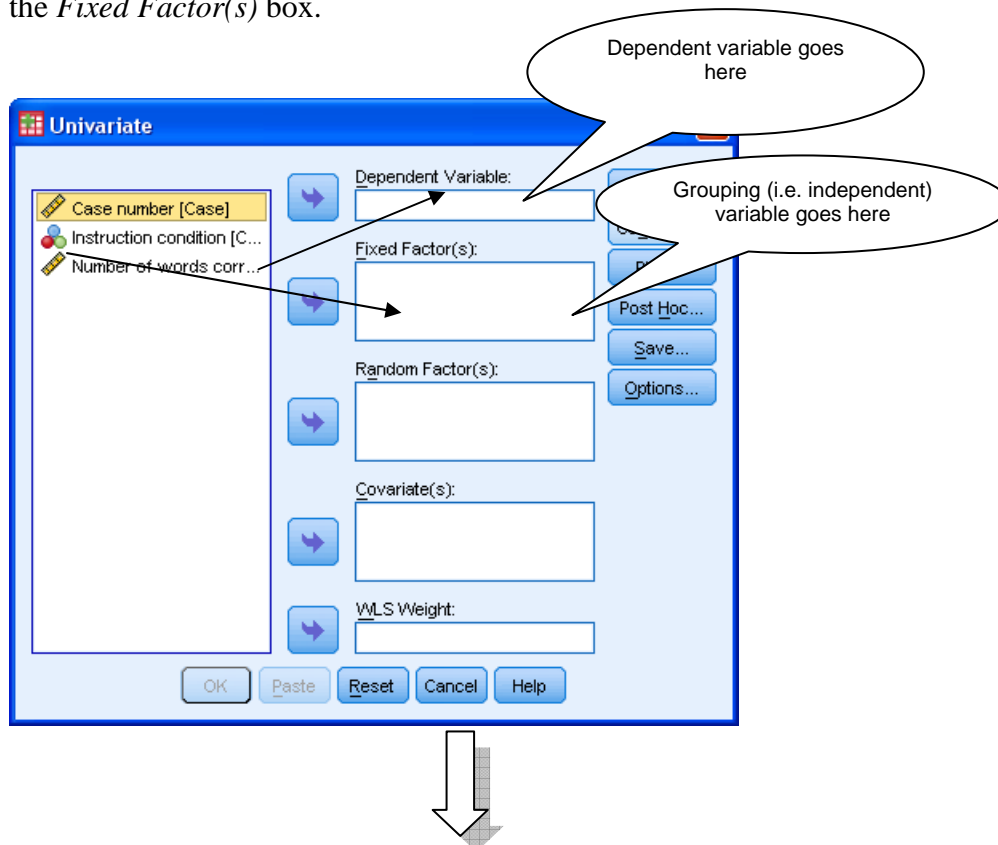 the Fixed Factor(s) box.
Dependent variable goes
here
Univariate
Dependent Variable:
Grouping (i.e. independent)
variable goes here
Case number [Case]
Instruction condition [C...
Number of words corr...
Fixed Factor(s):
Post Hoc...
Save...
Random Factor(s):
Options...
Covariate(s):
WLS Weight:
OK
Paste
Reset
Cancel
Help